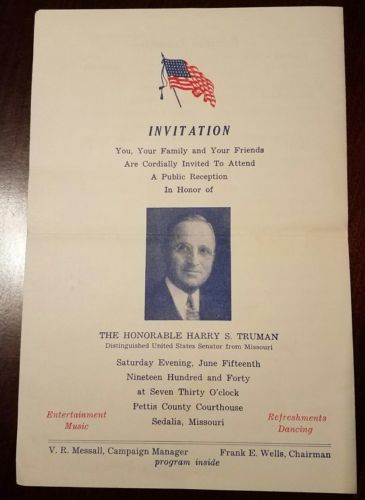 INVITATION
You, Your Family and Your Friends
Are Cordially Invited To Attend
A Public Reception
In Honor of
THE HONORABLE HARRY S. TRUMAN
Distinguished United States Senator from Missouri
Saturday Evening, June Fifteenth
Nineteen Hundred and Forty
at Seven Thirty O'clock
Pettis County Courthouse
Sedalia, Missouri
Entertainment
Music
Refreshments
Dancing
V. R. Messall, Campaign Manager
Frank E. Wells, Chairman
program inside